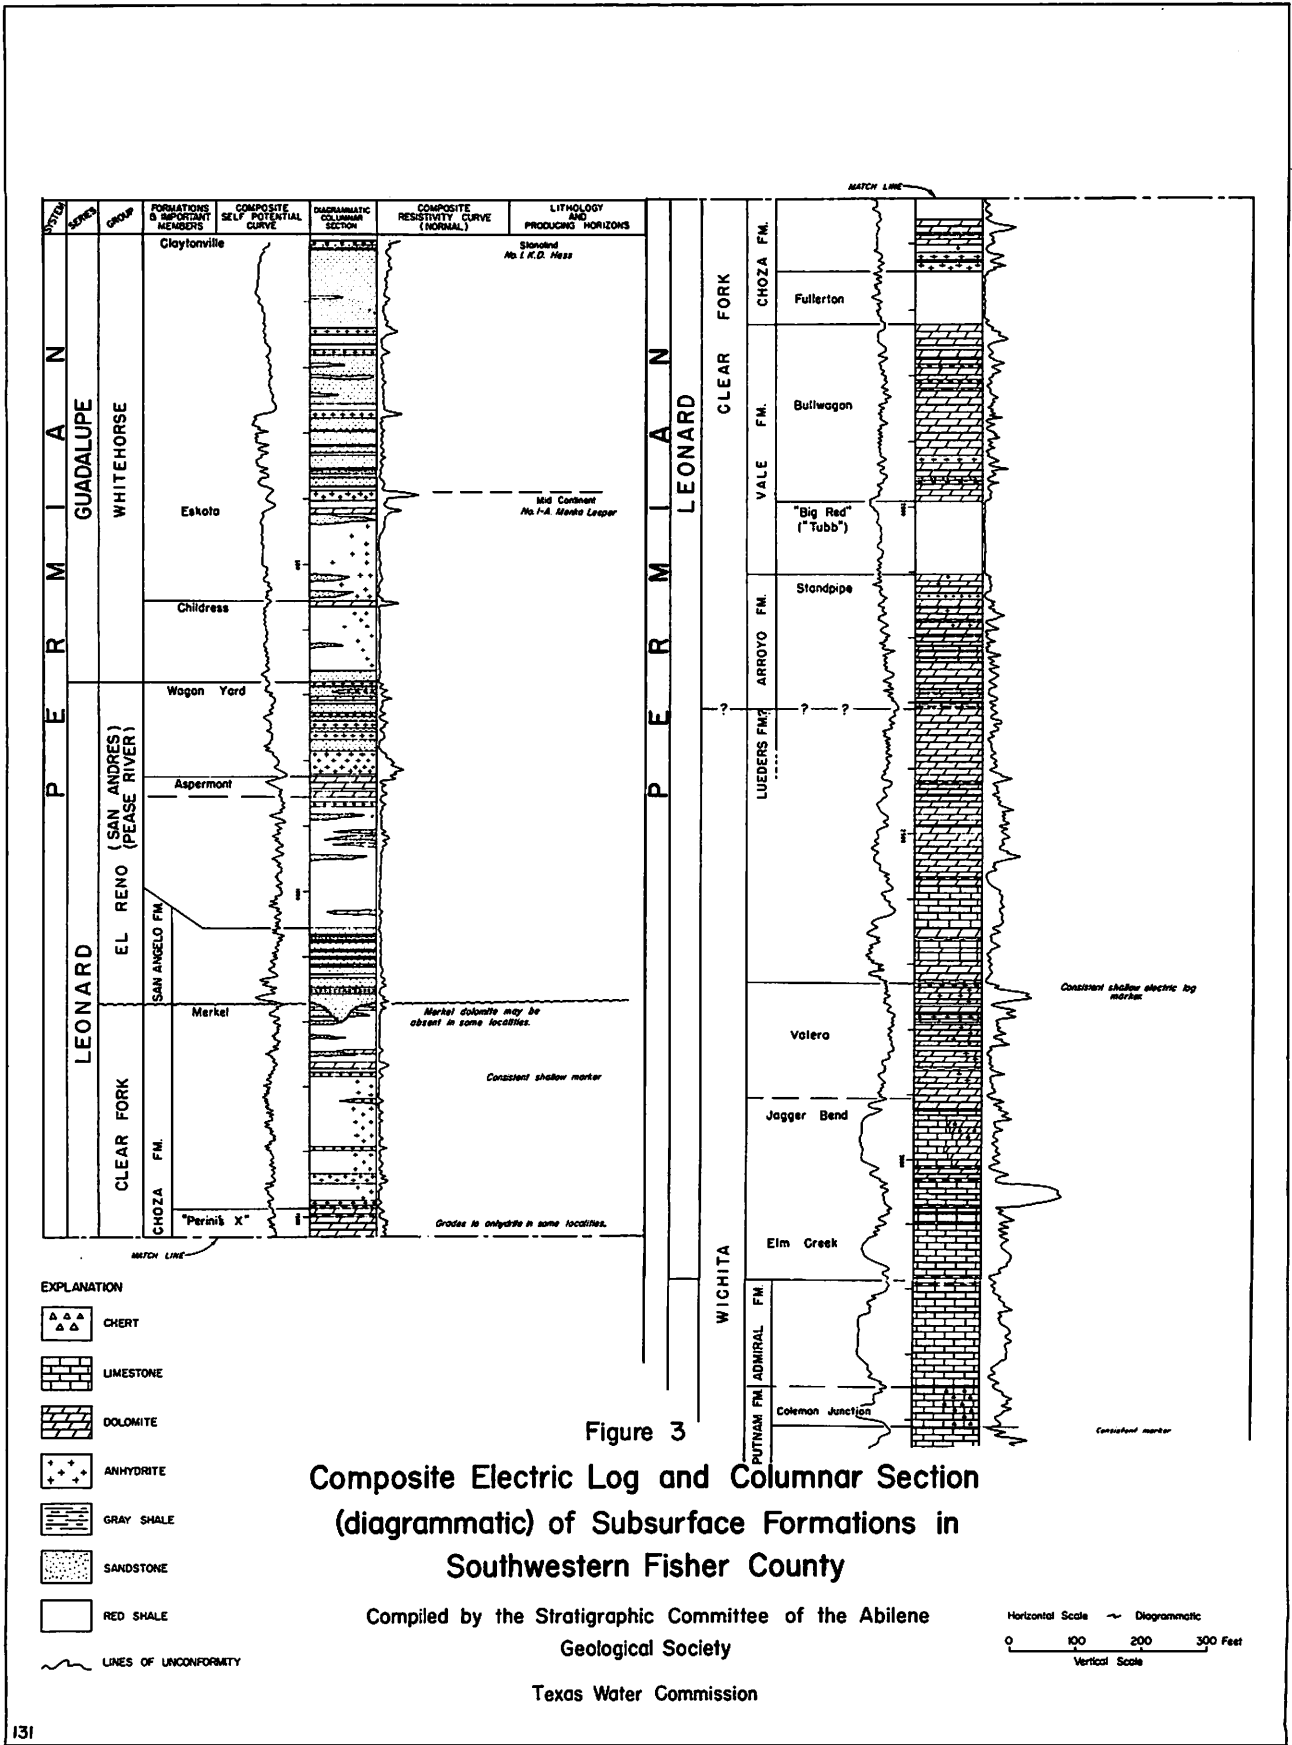 MATCH LINE
SYSTEM
SERIES
GROUP
FORMATIONS
& IMPORTANT
MEMBERS
COMPOSITE
SELF POTENTIAL
CURVE
DIAGRAMMATIC
COLUMNAR
SECTION
COMPOSITE
RESISTIVITY CURVE
(NORMAL)
LITHOLOGY
AND
PRODUCING HORIZONS
PERMIAN
GUADALUPE
WHITEHORSE
Claytonville
Stanolind
No. 1. K.D. Hess
Eskota
Mid Continent
No. 1-A. Menka Leeper
Childress
LEONARD
EL RENO
(SAN ANDRES)
(PEASE RIVER)
Wagon Yard
Aspermont
SAN ANGELO FM.
Merkel
Merkel dolomite may be
absent in some localities.
Consistent shallow marker
CLEAR FORK
CHOZA FM.
"Perini's X"
Grades to anhydrite in some localities.
MATCH LINE
PERMIAN
LEONARD
CLEAR FORK
CHOZA FM.
Fullerton
VALE FM.
Bullwagon
"Big Red"
("Tubb")
ARROYO FM.
Standpipe
? ? ?
LUEDERS FM.?
Consistent shallow electric log
marker.
Valera
Jagger Bend
Elm Creek
WICHITA
ADMIRAL FM.
PUTNAM FM.
Coleman Junction
Consistent marker
EXPLANATION
CHERT
LIMESTONE
DOLOMITE
ANHYDRITE
GRAY SHALE
SANDSTONE
RED SHALE
LINES OF UNCONFORMITY
Figure 3
Composite Electric Log and Columnar Section
(diagrammatic) of Subsurface Formations in
Southwestern Fisher County
Compiled by the Stratigraphic Committee of the Abilene
Geological Society
Texas Water Commission
Horizontal Scale ~ Diagrammatic
0 100 200 300 Feet
Vertical Scale
131